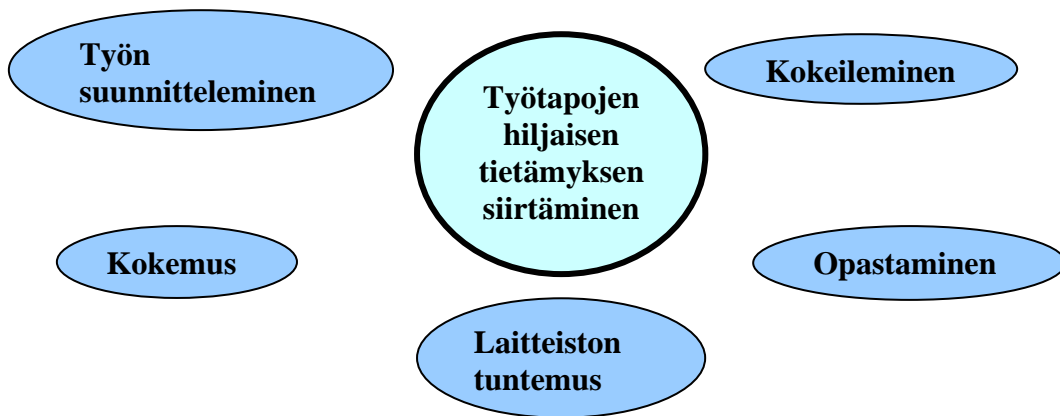 Työn
suunnitteleminen
Työtapojen
hiljaisen
tietämyksen
siirtäminen
Kokeileminen
Kokemus
Opastaminen
Laitteiston
tuntemus